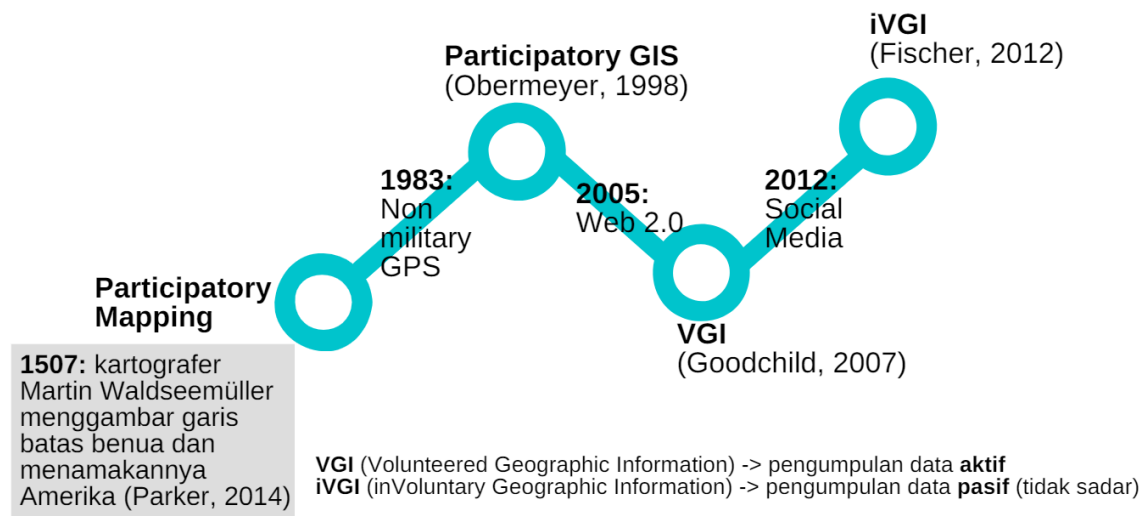 iVGI
(Fischer, 2012)
Participatory GIS
(Obermeyer, 1998)
1983:
Non
military
GPS
2005:
Web 2.0
2012:
Social
Media
Participatory
Mapping
VGI
(Goodchild, 2007)
1507: kartografer
Martin Waldseemüller
menggambar garis
batas benua dan
menamakannya
Amerika (Parker, 2014)
VGI (Volunteered Geographic Information) -> pengumpulan data aktif
iVGI (inVoluntary Geographic Information) -> pengumpulan data pasif (tidak sadar)